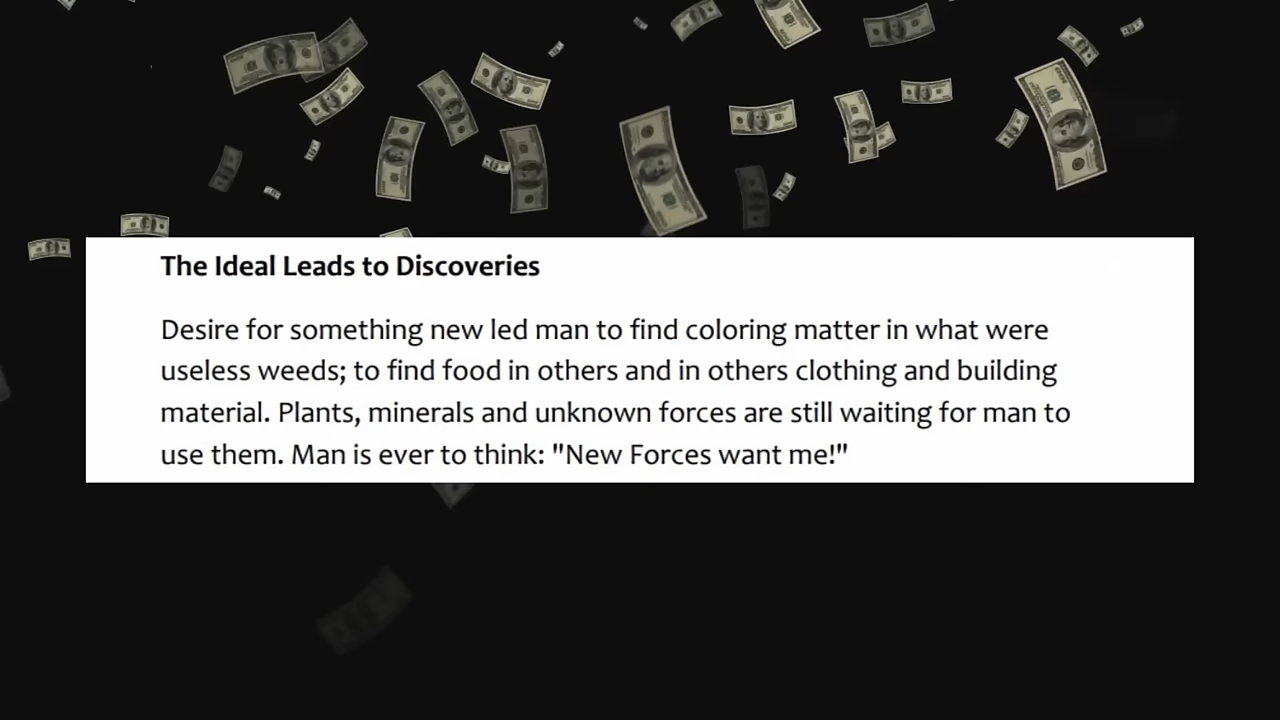 The Ideal Leads to Discoveries
Desire for something new led man to find coloring matter in what were
useless weeds; to find food in others and in others clothing and building
material. Plants, minerals and unknown forces are still waiting for man to
use them. Man is ever to think: "New Forces want me!"